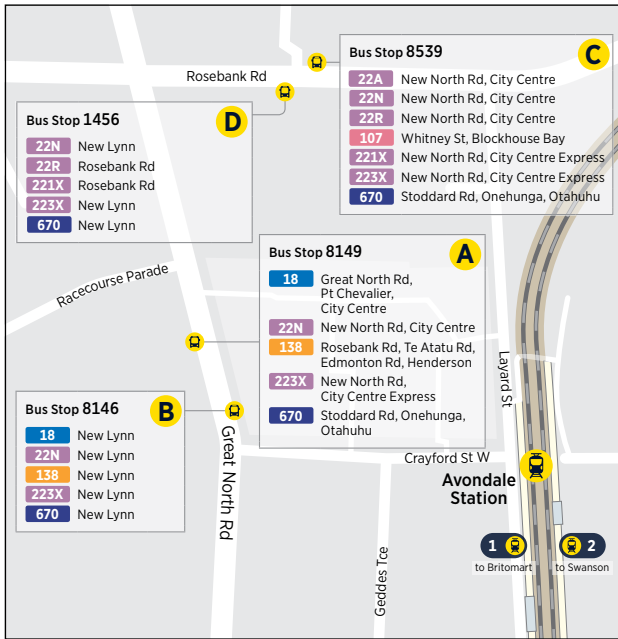 Rosebank Rd
Bus Stop 8539
C
22A New North Rd, City Centre
22N New North Rd, City Centre
22R New North Rd, City Centre
107 Whitney St, Blockhouse Bay
221X New North Rd, City Centre Express
223X New North Rd, City Centre Express
670 Stoddard Rd, Onehunga, Otahuhu
Bus Stop 1456
D
22N New Lynn
22R Rosebank Rd
221X Rosebank Rd
223X New Lynn
670 New Lynn
Bus Stop 8149
A
18 Great North Rd,
Pt Chevalier,
City Centre
22N New North Rd, City Centre
138 Rosebank Rd, Te Atatu Rd,
Edmonton Rd, Henderson
223X New North Rd,
City Centre Express
670 Stoddard Rd, Onehunga,
Otahuhu
Racecourse Parade
Layard St
Bus Stop 8146
B
18 New Lynn
22N New Lynn
138 New Lynn
223X New Lynn
670 New Lynn
Great North Rd
Crayford St W
Avondale
Station
Geddes Tce
1
to Britomart
2
to Swanson